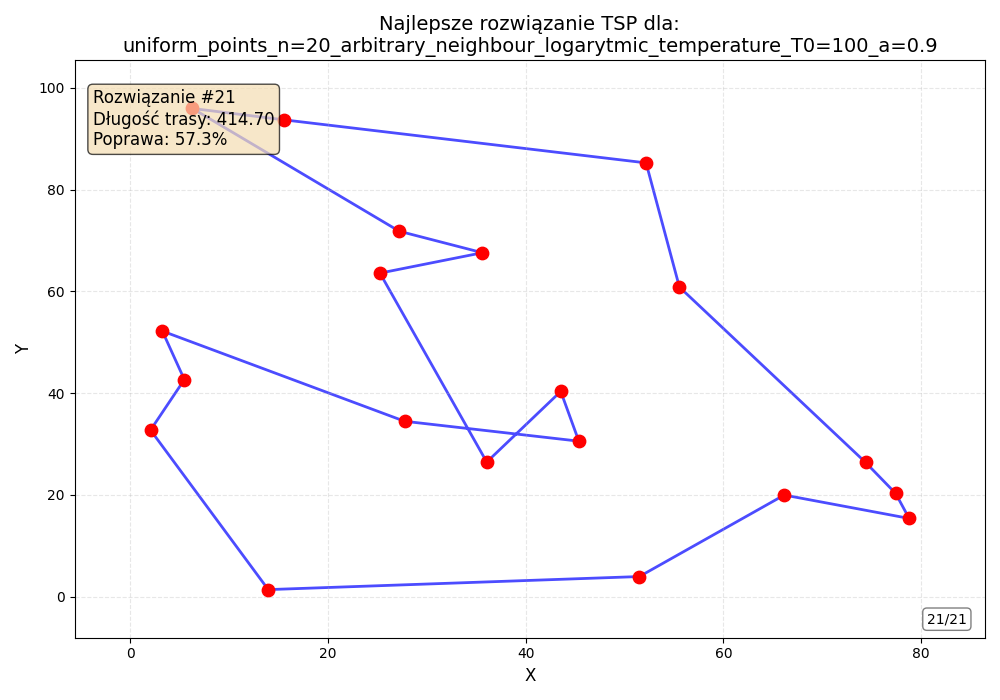 Najlepsze rozwiązanie TSP dla:
uniform_points_n=20_arbitrary_neighbour_logarytmic_temperature_T0=100_a=0.9
Rozwiązanie #21
Długość trasy: 414.70
Poprawa: 57.3%
100
80
60
40
20
0
Y
21/21
0 20 40 60 80
X